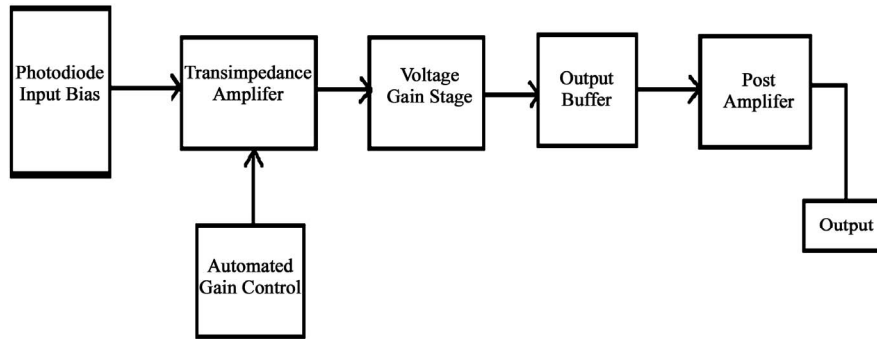 Photodiode
Input Bias
Transimpedance
Amplifer
Voltage
Gain Stage
Output
Buffer
Post
Amplifer
Output
Automated
Gain Control